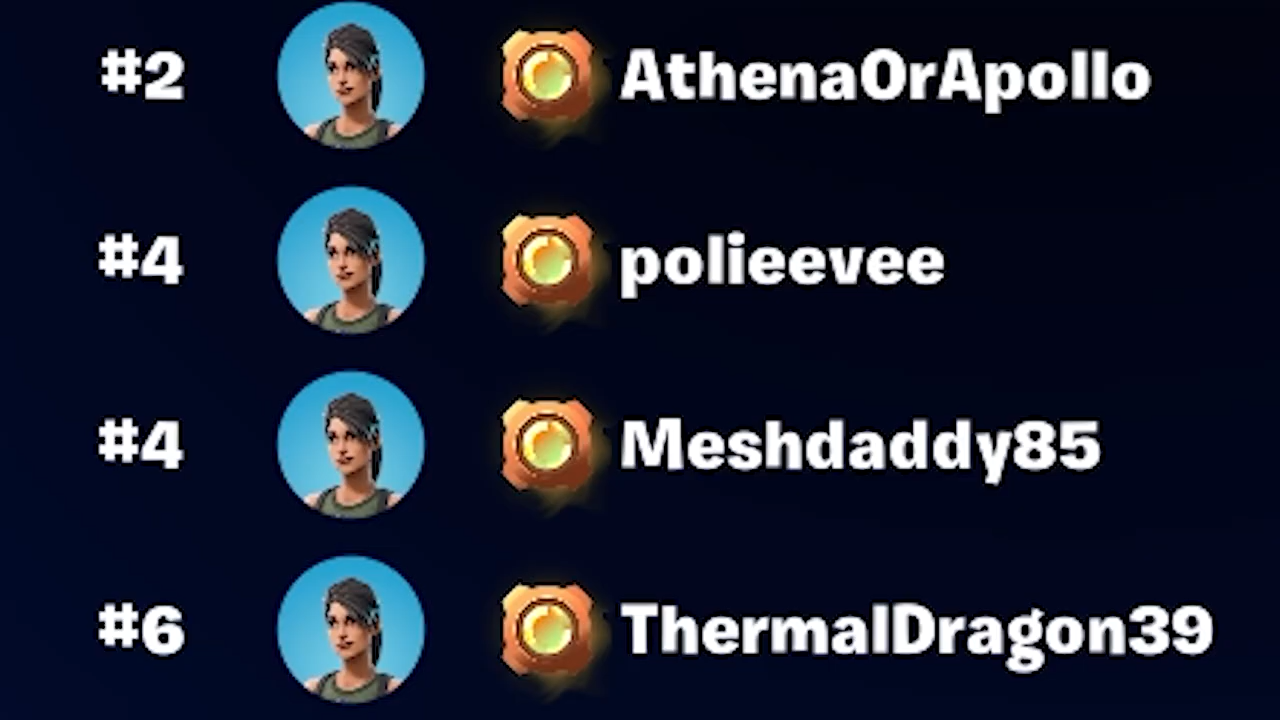 #2 AthenaOrApollo
#4 polieevee
#4 Meshdaddy85
#6 ThermalDragon39